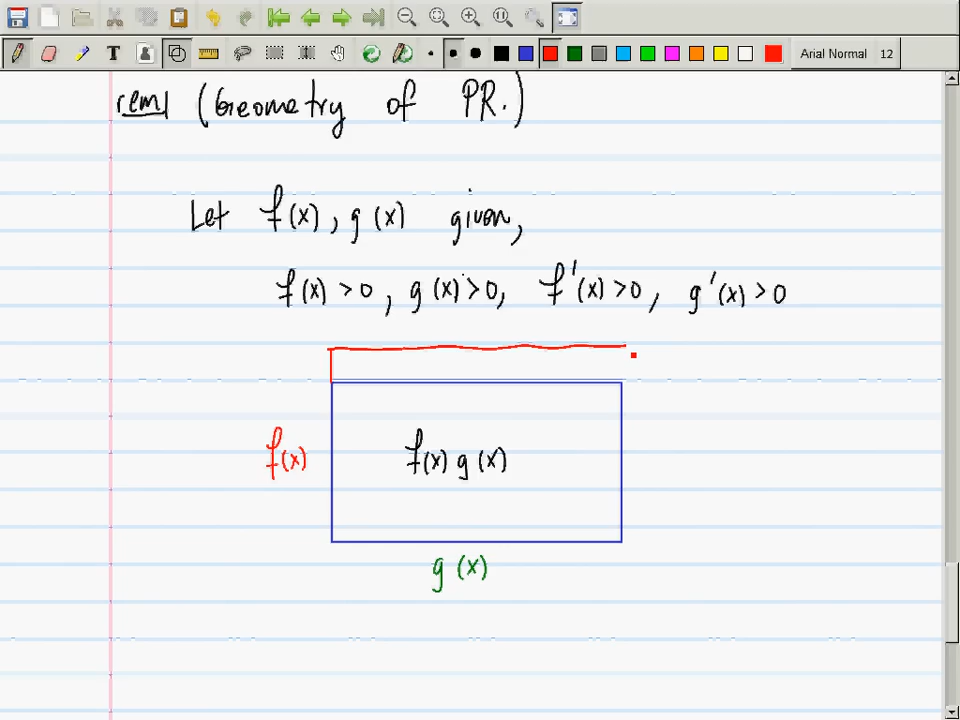 Arial Normal 12
rem| (Geometry of PR.)
Let f(x), g(x) given,
f(x) > 0, g(x) > 0, f'(x) > 0, g'(x) > 0
f(x)
f(x) g(x)
g(x)